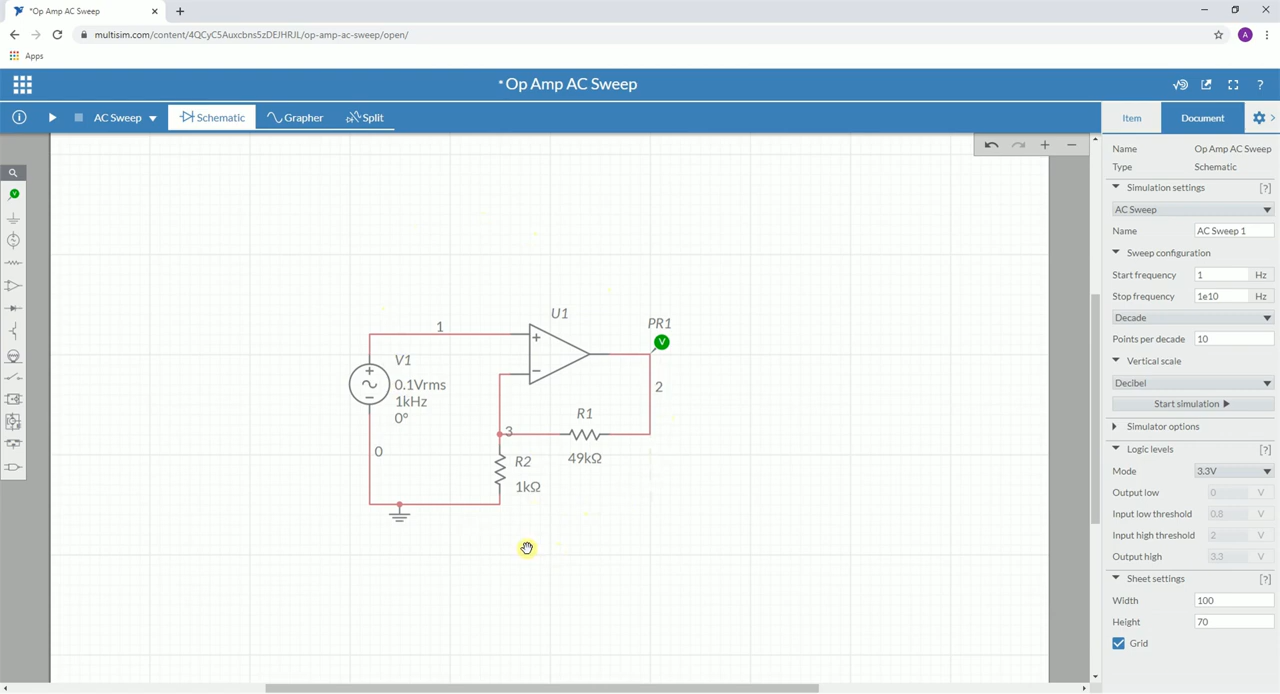 *Op Amp AC Sweep
multisim.com/content/4QCyC5Auxcbns5zDEJHRJL/op-amp-ac-sweep/open/
A
Apps
* Op Amp AC Sweep
?
AC Sweep
Schematic
Grapher
Split
Item
Document
Name Op Amp AC Sweep
Type Schematic
Simulation settings [?]
AC Sweep
Name AC Sweep 1
Sweep configuration
Start frequency 1 Hz
Stop frequency 1e10 Hz
Decade
Points per decade 10
Vertical scale
Decibel
Start simulation
Simulator options
Logic levels [?]
Mode 3.3V
Output low 0 V
Input low threshold 0.8 V
Input high threshold 2 V
Output high 3.3 V
Sheet settings [?]
Width 100
Height 70
Grid
V
U1
PR1
V
1
V1
0.1Vrms
1kHz
0°
2
R1
49kΩ
3
0
R2
1kΩ